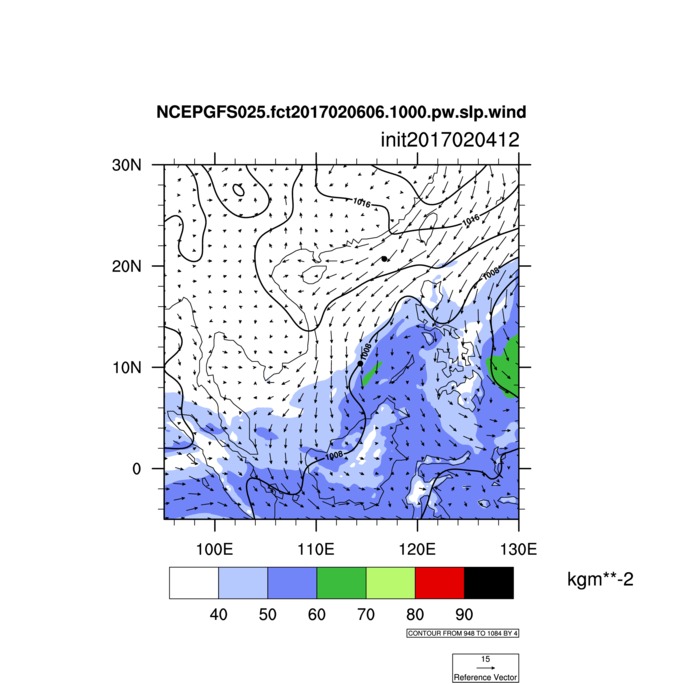 NCEPGFS025.fct2017020606.1000.pw.slp.wind
init2017020412
30N
1016
1016
20N
1008
1008
10N
1008
0
100E 110E 120E 130E
kgm**-2
40 50 60 70 80 90
CONTOUR FROM 948 TO 1084 BY 4
15
Reference Vector